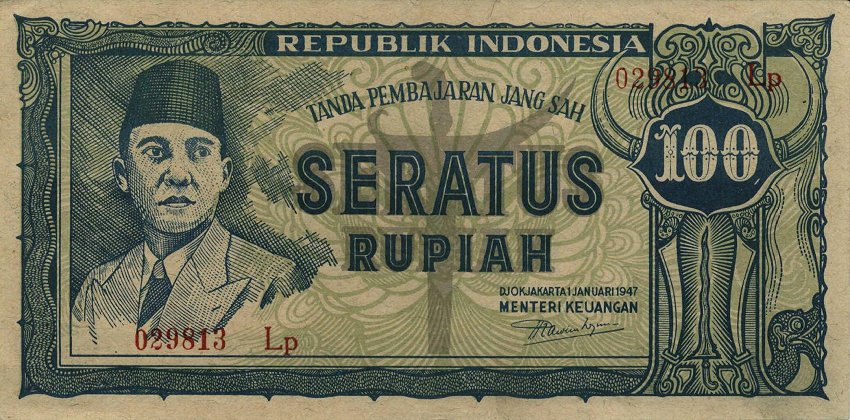 REPUBLIK INDONESIA
029813 Lp
TANDA PEMBAJARAN JANG SAH
100
SERATUS
RUPIAH
DJOKJAKARTA 1 JANUARI 1947
MENTERI KEUANGAN
029813 Lp